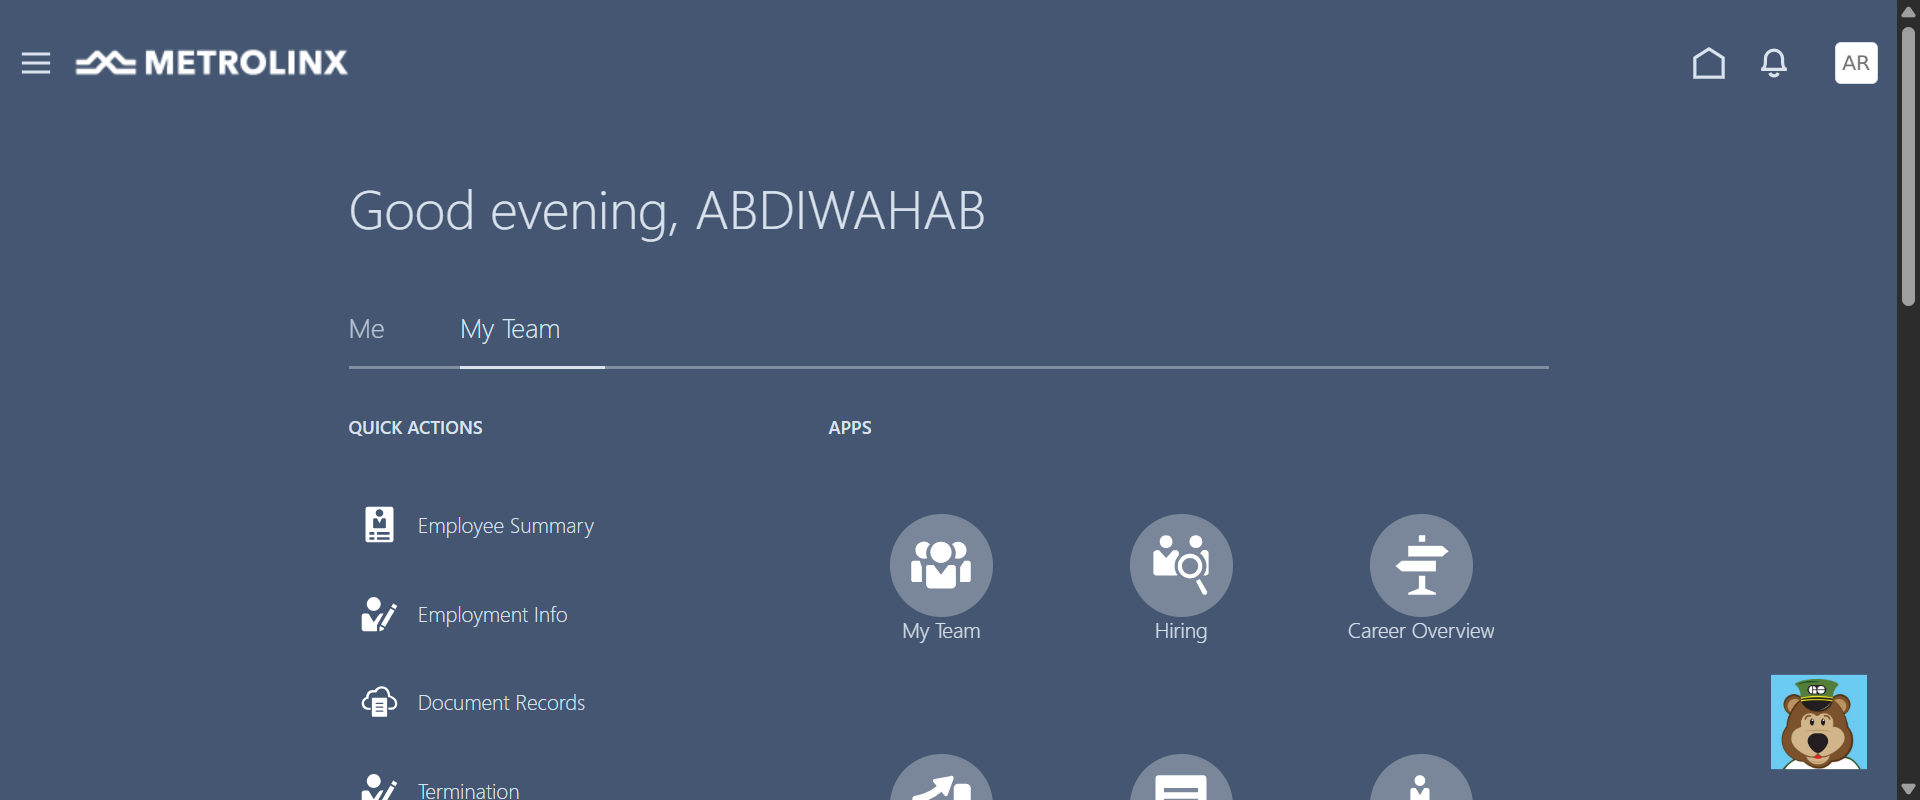 METROLINX
AR
Good evening, ABDIWAHAB
Me
My Team
QUICK ACTIONS
APPS
Employee Summary
Employment Info
Document Records
Termination
My Team
Hiring
Career Overview
GO